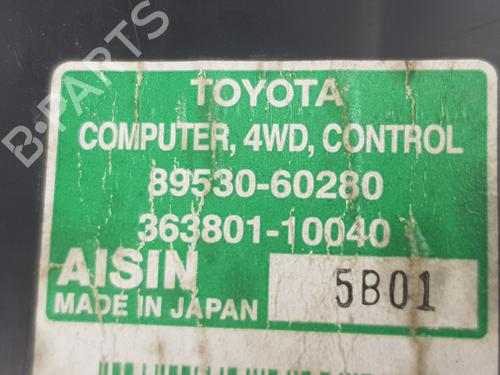 TOYOTA
COMPUTER, 4WD, CONTROL
89530-60280
363801-10040
AISIN
5B01
MADE IN JAPAN
B-PARTS